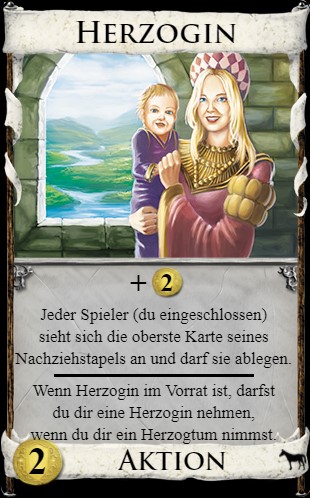 HERZOGIN
+ 2
Jeder Spieler (du eingeschlossen)
sieht sich die oberste Karte seines
Nachziehstapels an und darf sie ablegen.
Wenn Herzogin im Vorrat ist, darfst
du dir eine Herzogin nehmen,
wenn du dir ein Herzogtum nimmst.
2 AKTION